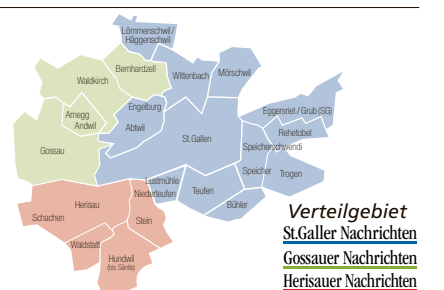 Lömmenschwil/
Häggenschwil
Bernhardzell
Wittenbach
Mörschwil
Waldkirch
Engelburg
Eggersriet / Grub (SG)
Arnegg
Andwil
Abtwil
St.Gallen
Rehetobel
Speicherschwendi
Gossau
Lustmühle
Niederteufen
Teufen
Speicher
Trogen
Bühler
Herisau
Schachen
Stein
Waldstatt
Hundwil
(bis Säntis)
Verteilgebiet
St.Galler Nachrichten
Gossauer Nachrichten
Herisauer Nachrichten